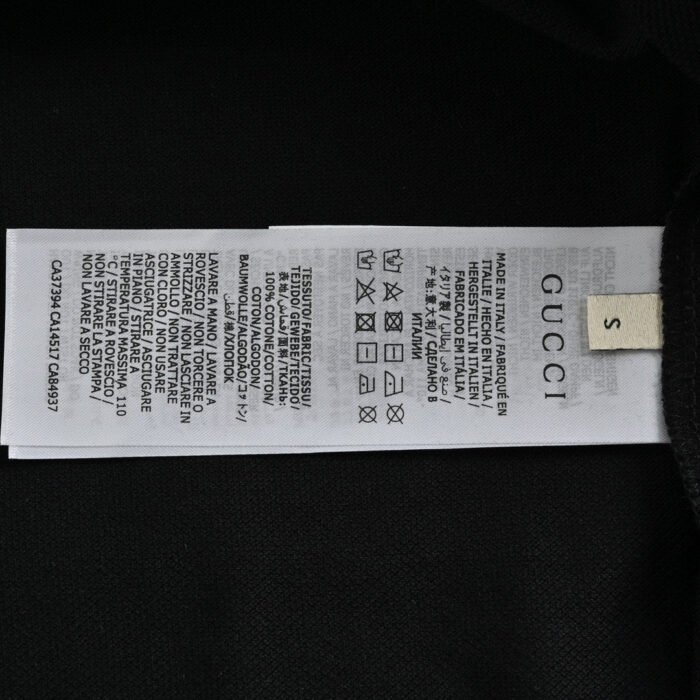 GUCCI
S
MADE IN ITALY / FABRIQUÉ EN
ITALIE / HECHO EN ITALIA /
HERGESTELLT IN ITALIEN /
FABRICADO EM ITÁLIA /
イタリア製 / صنع في إيطاليا /
产地:意大利 / СДЕЛАНО В
ИТАЛИИ
TESSUTO/FABRIC/TISSU/
TEJIDO/GEWEBE/TECIDO/
表地/قماش/面料/ТКАНЬ:
100% COTONE/COTTON/
COTON/ALGODON/
BAUMWOLLE/ALGODÃO/コットン/
قطن/棉/ХЛОПОК
LAVARE A MANO / LAVARE A
ROVESCIO / NON TORCERE O
STRIZZARE / NON LASCIARE IN
AMMOLLO / NON TRATTARE
CON CLORO / NON USARE
ASCIUGATRICE / ASCIUGARE
IN PIANO / STIRARE A
TEMPERATURA MASSIMA 110
°C / STIRARE A ROVESCIO /
NON STIRARE LA STAMPA /
NON LAVARE A SECCO
CA37394 CA14517 CA84937